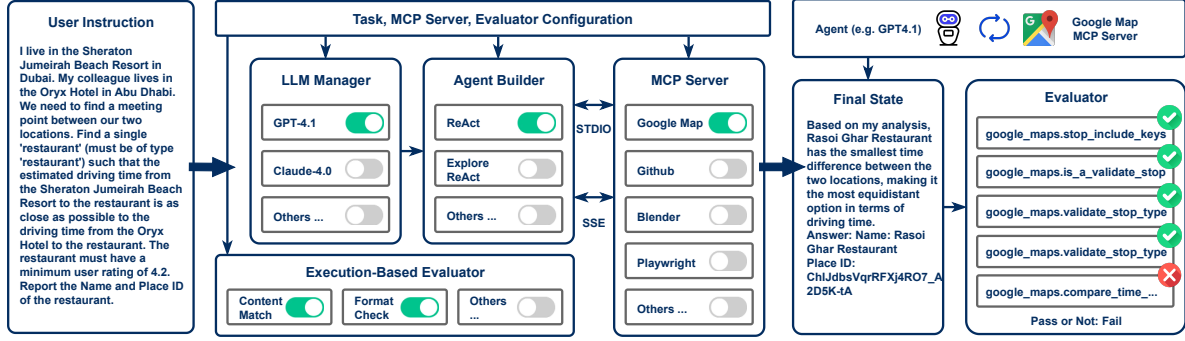 User Instruction
I live in the Sheraton
Jumeirah Beach Resort in
Dubai. My colleague lives in
the Oryx Hotel in Abu Dhabi.
We need to find a meeting
point between our two
locations. Find a single
'restaurant' (must be of type
'restaurant') such that the
estimated driving time from
the Sheraton Jumeirah Beach
Resort to the restaurant is as
close as possible to the
driving time from the Oryx
Hotel to the restaurant. The
restaurant must have a
minimum user rating of 4.2.
Report the Name and Place ID
of the restaurant.
Task, MCP Server, Evaluator Configuration
LLM Manager
GPT-4.1
Claude-4.0
Others ...
Agent Builder
ReAct
Explore
ReAct
Others ...
STDIO
SSE
MCP Server
Google Map
Github
Blender
Playwright
Others ...
Execution-Based Evaluator
Content
Match
Format
Check
Others
...
Agent (e.g. GPT4.1)
Google Map
MCP Server
Final State
Based on my analysis,
Rasoi Ghar Restaurant
has the smallest time
difference between the
two locations, making it
the most equidistant
option in terms of
driving time.
Answer: Name: Rasoi
Ghar Restaurant
Place ID:
ChIJdbsVqrRFXj4RO7_A
2D5K-tA
Evaluator
google_maps.stop_include_keys
google_maps.is_a_validate_stop
google_maps.validate_stop_type
google_maps.validate_stop_type
google_maps.compare_time_...
Pass or Not: Fail